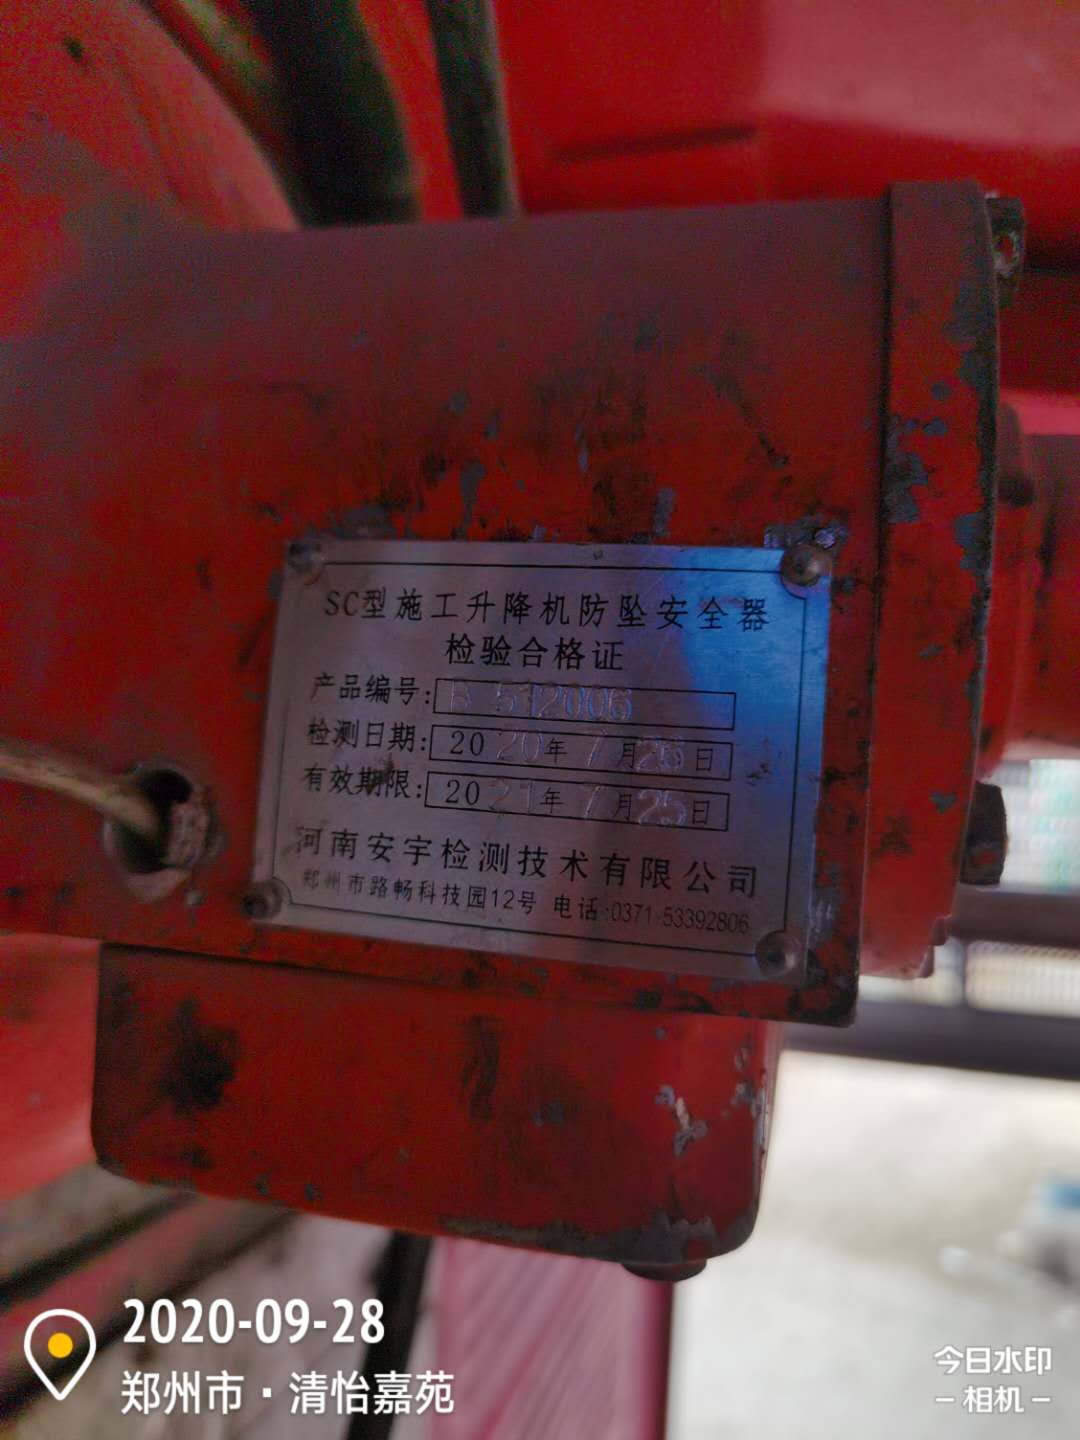 SC型施工升降机防坠安全器
检验合格证
产品编号: B 512006
检测日期: 2020年7月26日
有效期限: 2021年7月25日
河南安宇检测技术有限公司
郑州市路畅科技园12号 电话:0371-53392806
2020-09-28
郑州市·清怡嘉苑
今日水印
-相机-